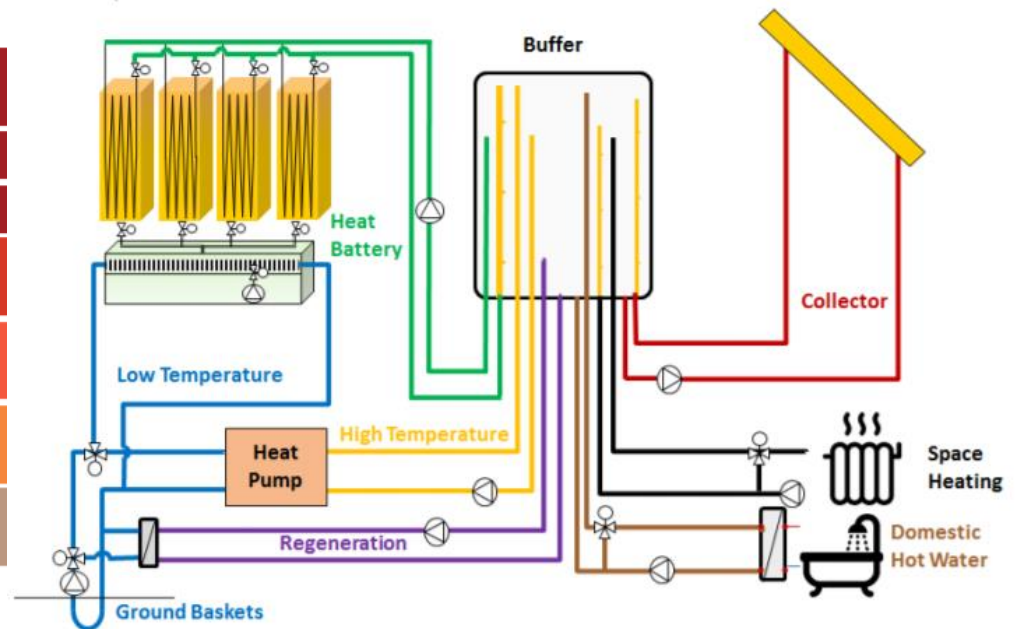 Buffer
Heat
Battery
Collector
Low Temperature
High Temperature
Heat
Pump
Space
Heating
Regeneration
Domestic
Hot Water
Ground Baskets